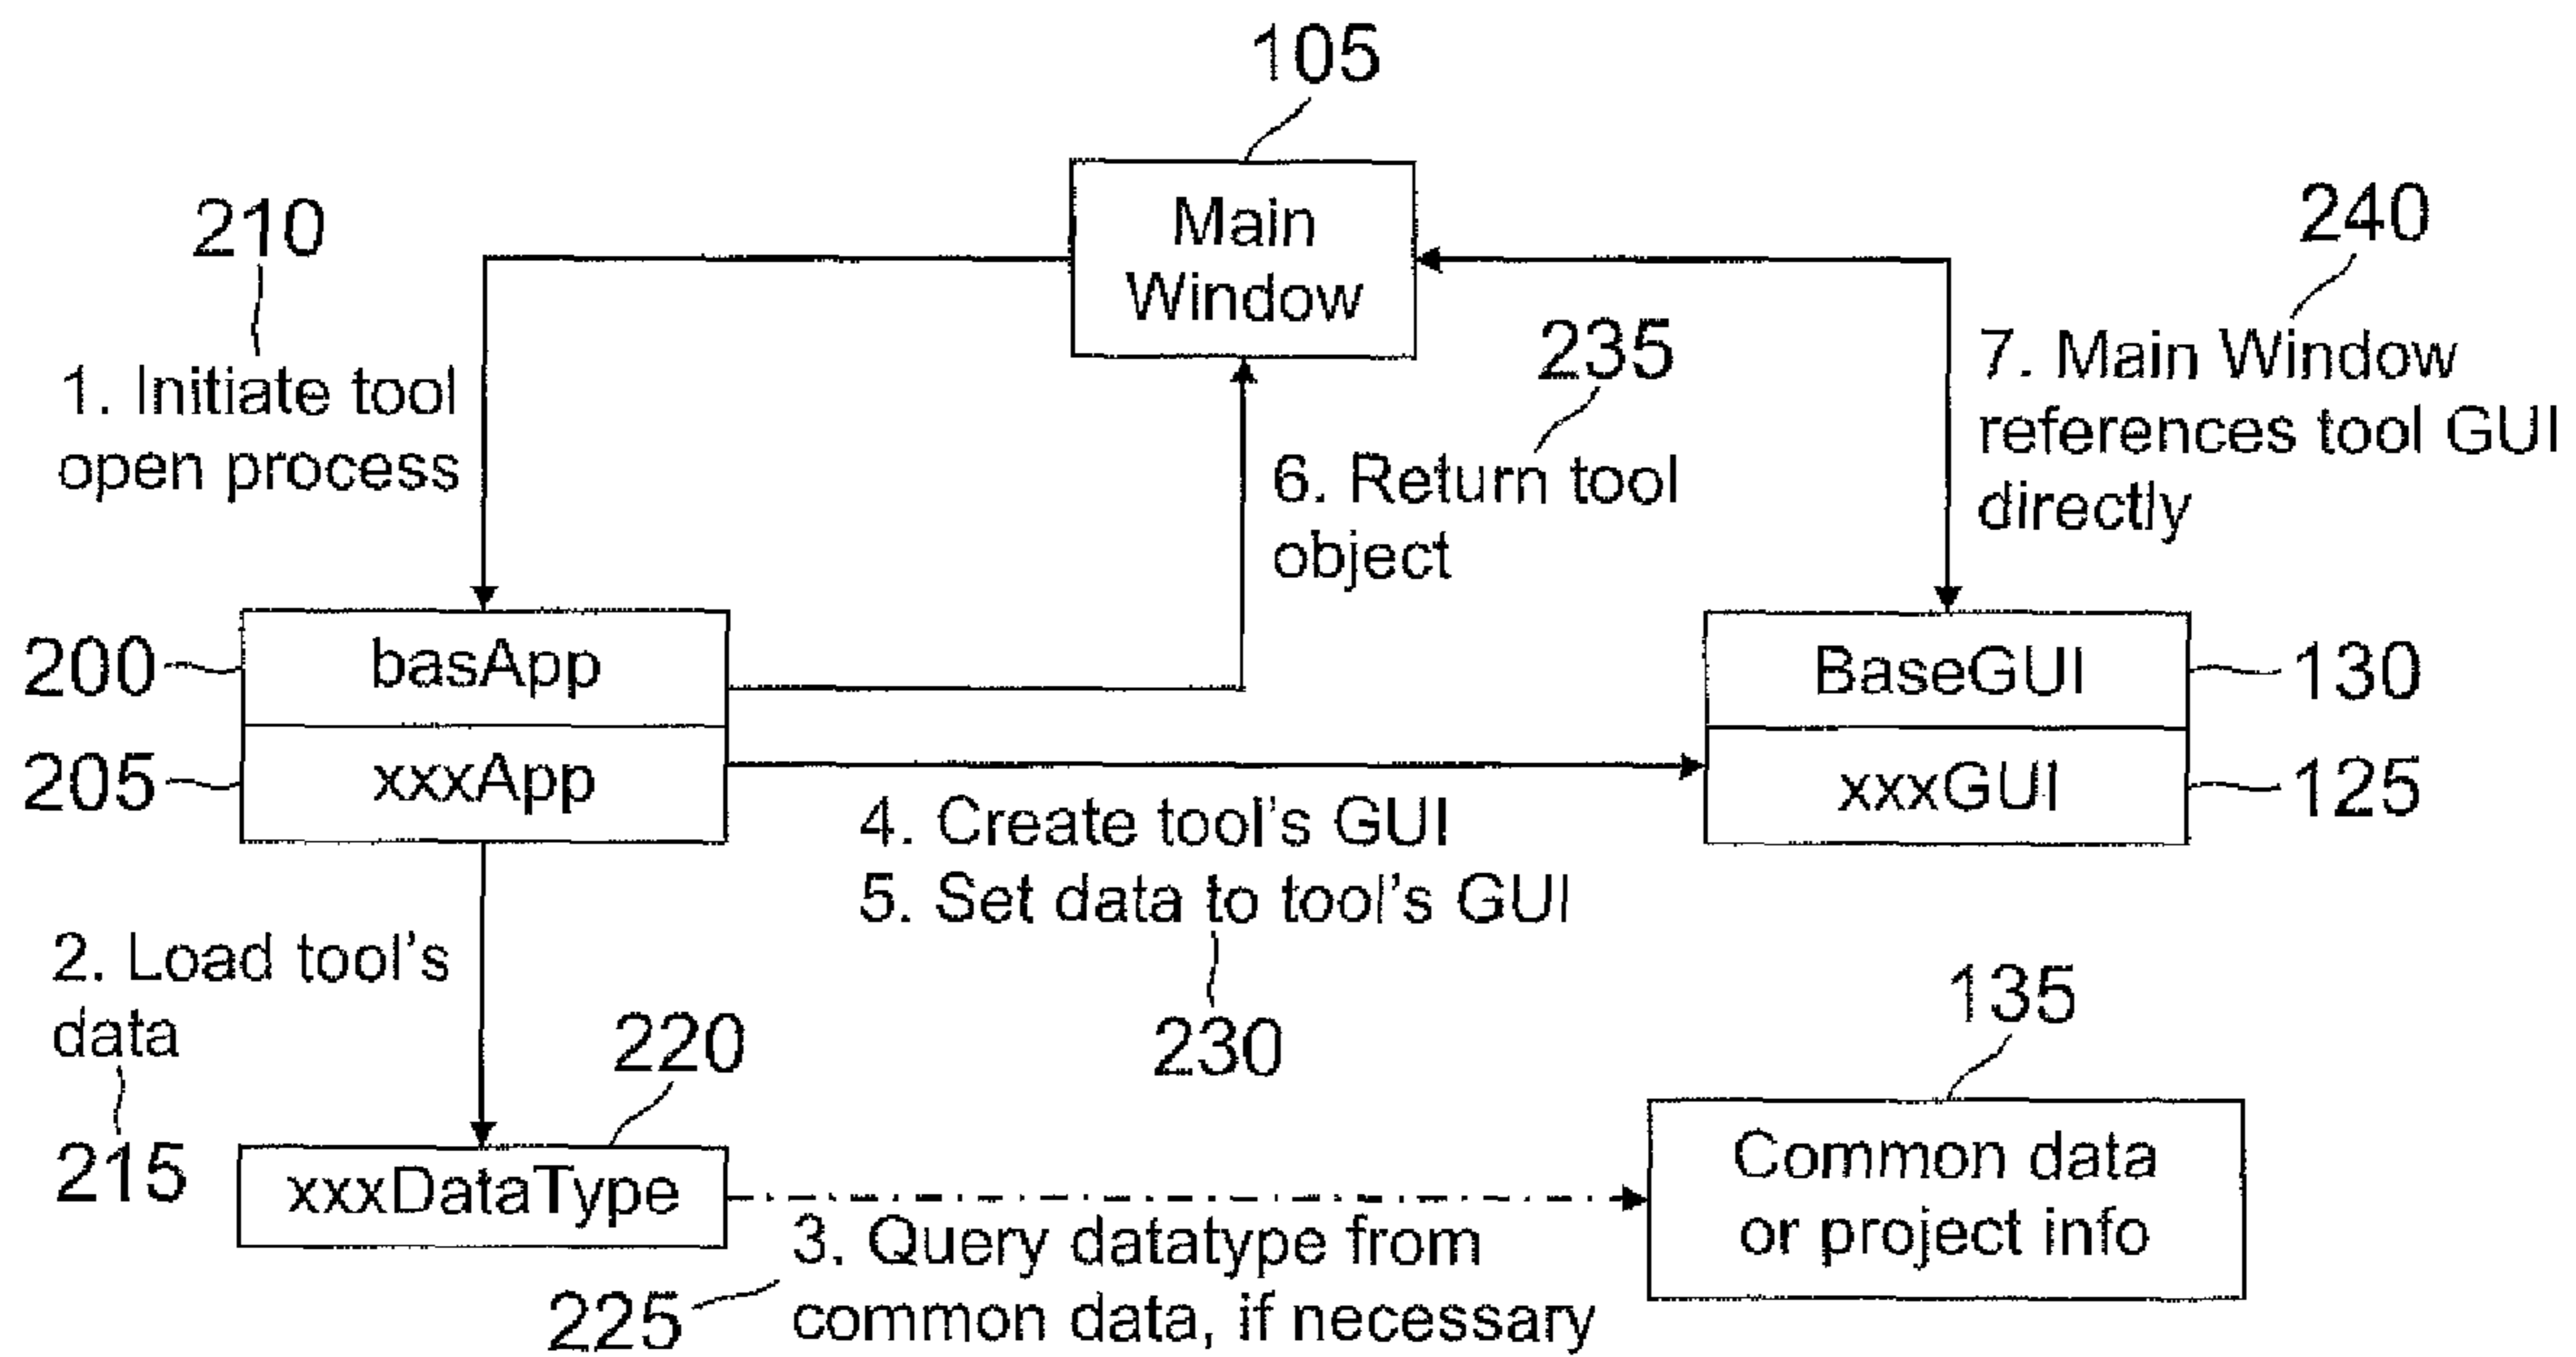 105
210
Main
Window
240
235
1. Initiate tool
open process
7. Main Window
references tool GUI
directly
6. Return tool
object
200
basApp
BaseGUI
130
205
xxxApp
xxxGUI
125
4. Create tool's GUI
5. Set data to tool's GUI
2. Load tool's
data
230
135
220
215
xxxDataType
Common data
or project info
3. Query datatype from
common data, if necessary
225